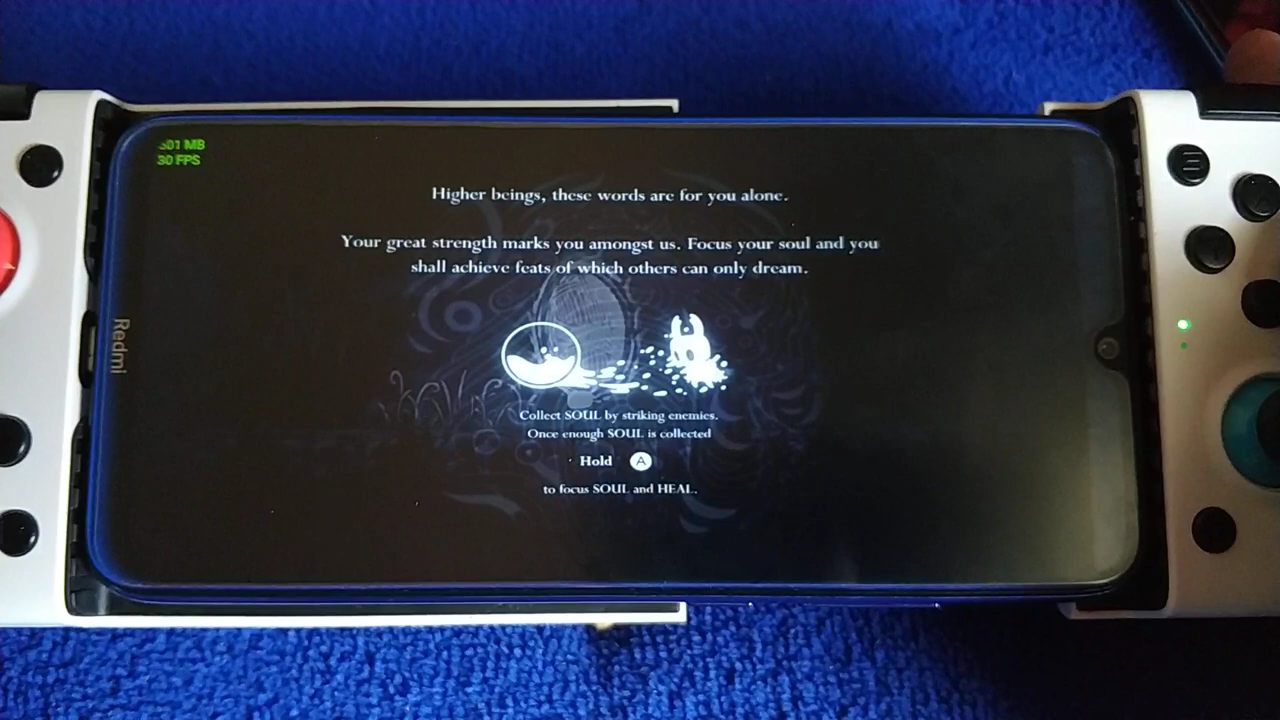 30 FPS
Higher beings, these words are for you alone.
Your great strength marks you amongst us. Focus your soul and you
shall achieve feats of which others can only dream.
Collect SOUL by striking enemies.
Once enough SOUL is collected
Hold A
to focus SOUL and HEAL.
Redmi